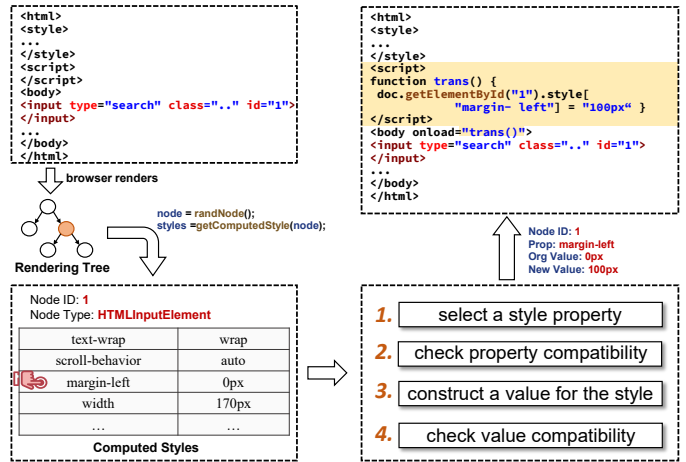 <html>
<style>
...
</style>
<script>
</script>
<body>
<input type="search" class=".." id="1">
</input>
...
</body>
</html>
browser renders
node = randNode();
styles =getComputedStyle(node);
Rendering Tree
Node ID: 1
Node Type: HTMLInputElement
text-wrap wrap
scroll-behavior auto
margin-left 0px
width 170px
... ...
Computed Styles
<html>
<style>
...
</style>
<script>
function trans() {
doc.getElementById("1").style[
"margin- left"] = "100px“ }
</script>
<body onload="trans()">
<input type="search" class=".." id="1">
</input>
...
</body>
</html>
Node ID: 1
Prop: margin-left
Org Value: 0px
New Value: 100px
1. select a style property
2. check property compatibility
3. construct a value for the style
4. check value compatibility